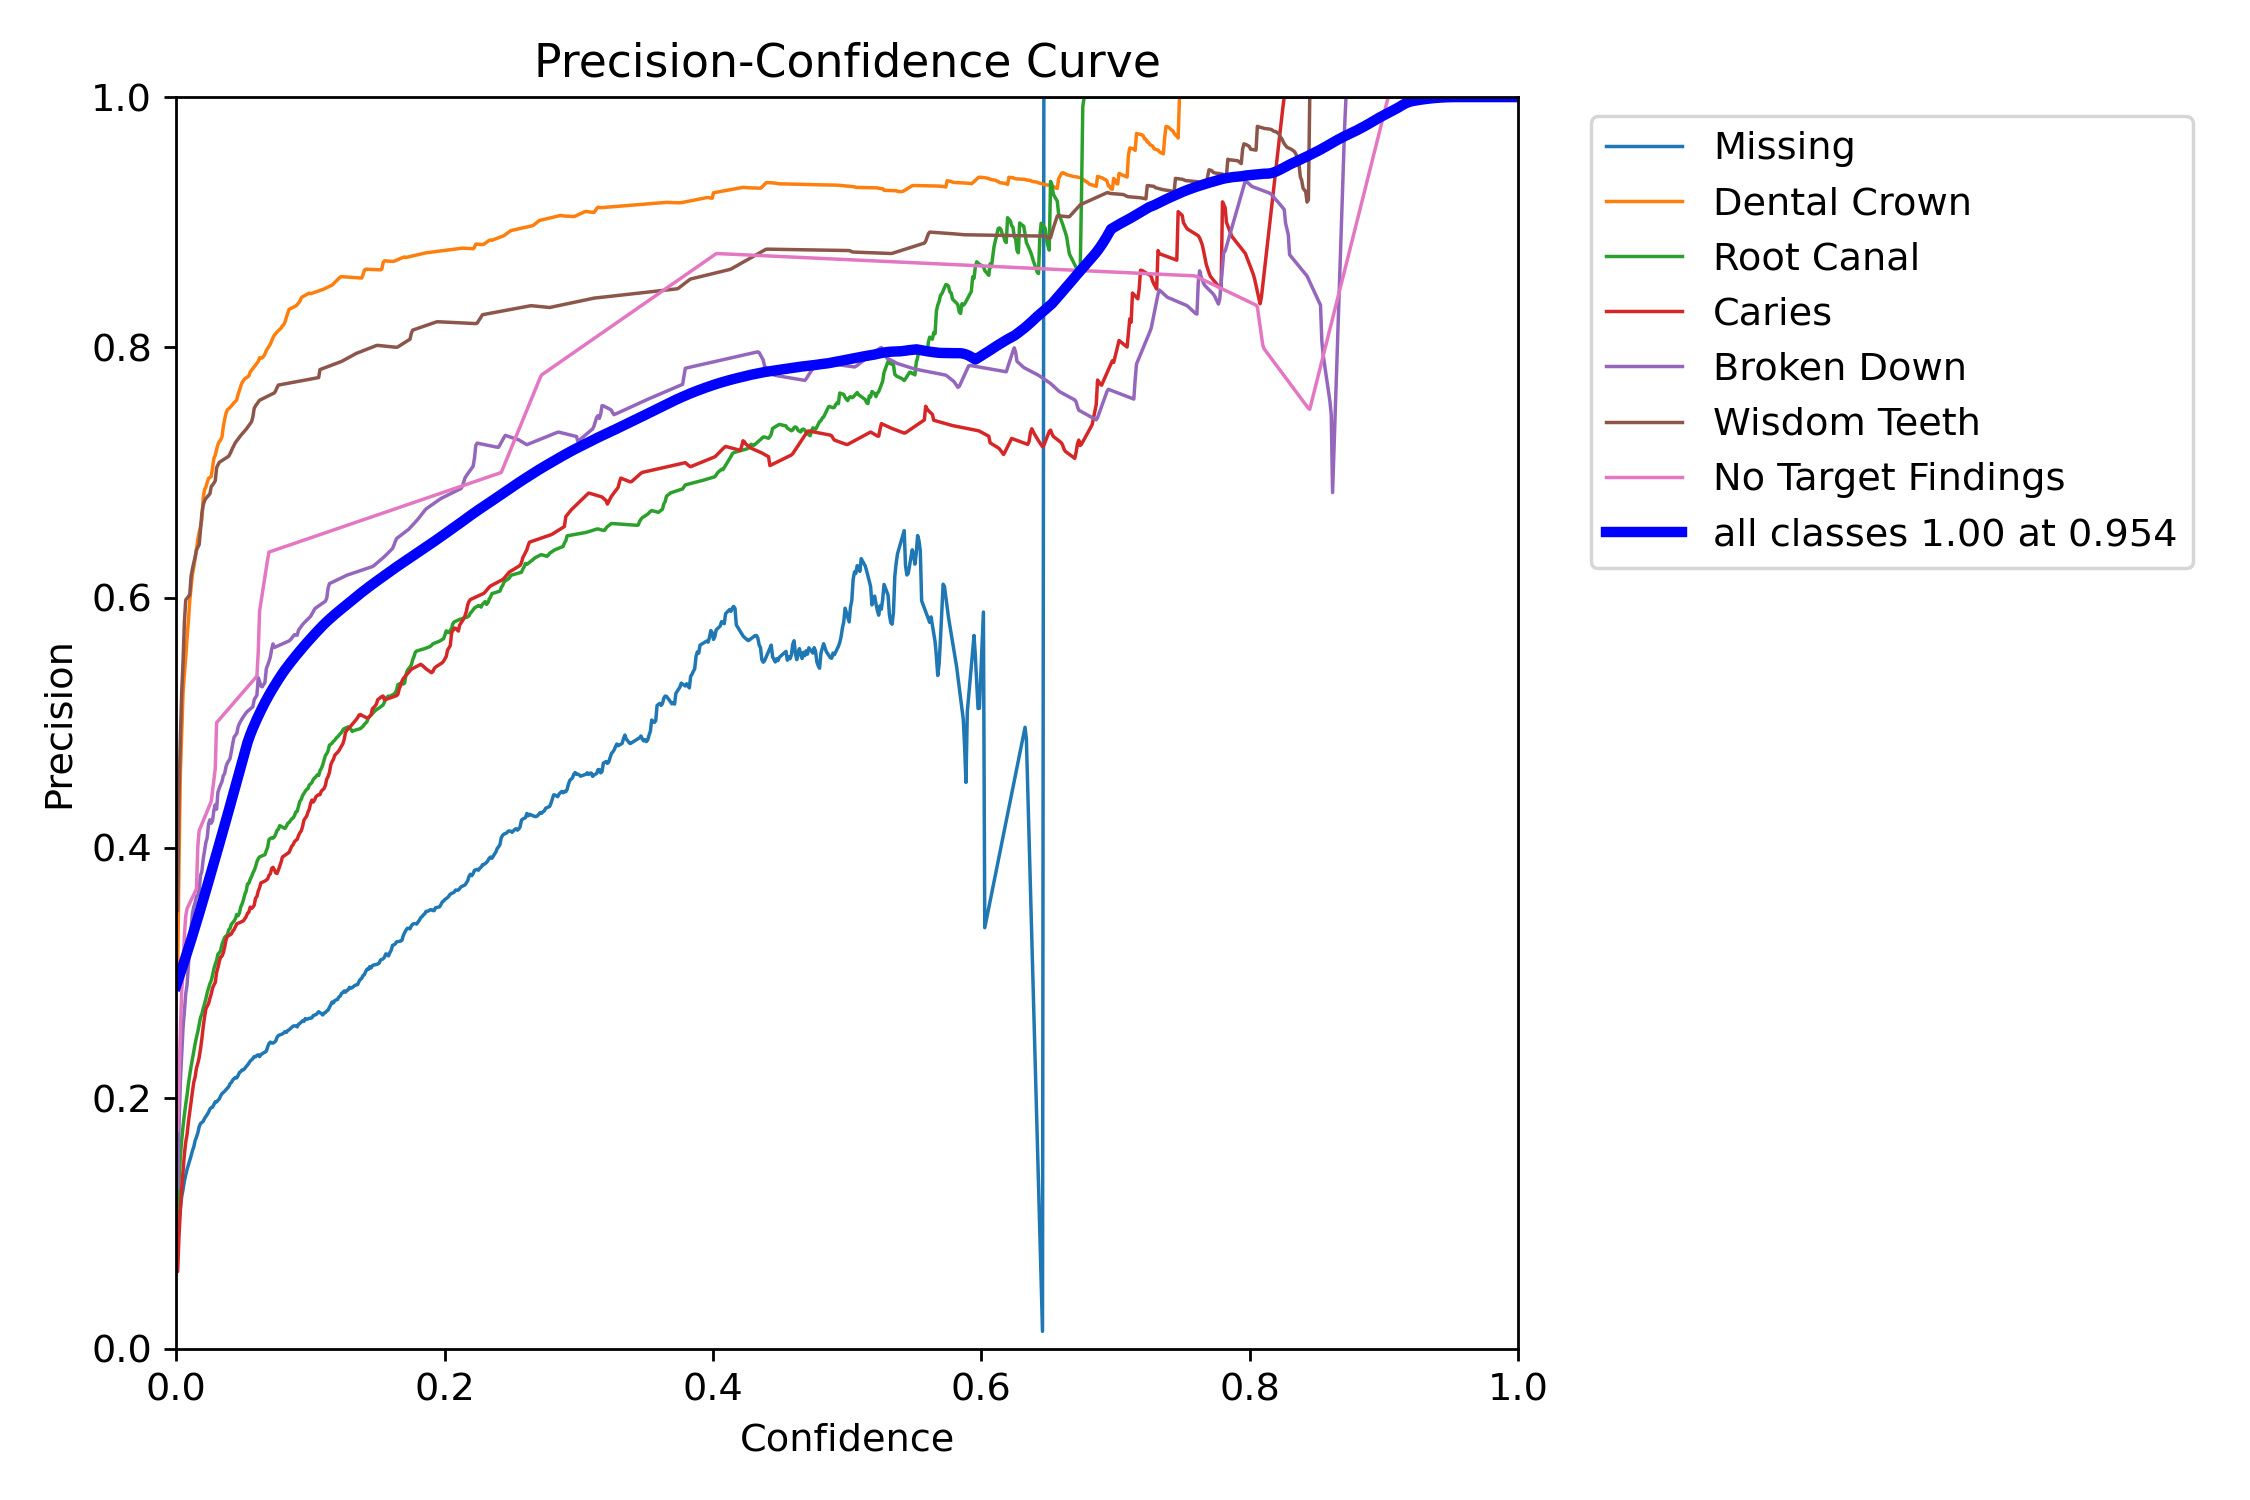 Precision-Confidence Curve
1.0
0.8
0.6
0.4
0.2
0.0
Precision
0.0 0.2 0.4 0.6 0.8 1.0
Confidence
Missing
Dental Crown
Root Canal
Caries
Broken Down
Wisdom Teeth
No Target Findings
all classes 1.00 at 0.954